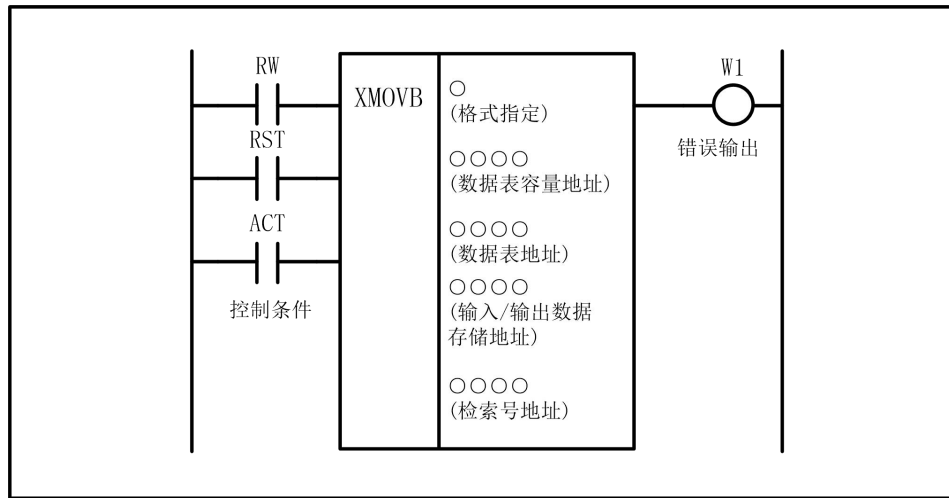 RW
RST
ACT
控制条件
XMOVB
○
(格式指定)
○○○○
(数据表容量地址)
○○○○
(数据表地址)
○○○○
(输入/输出数据
存储地址)
○○○○
(检索号地址)
W1
错误输出